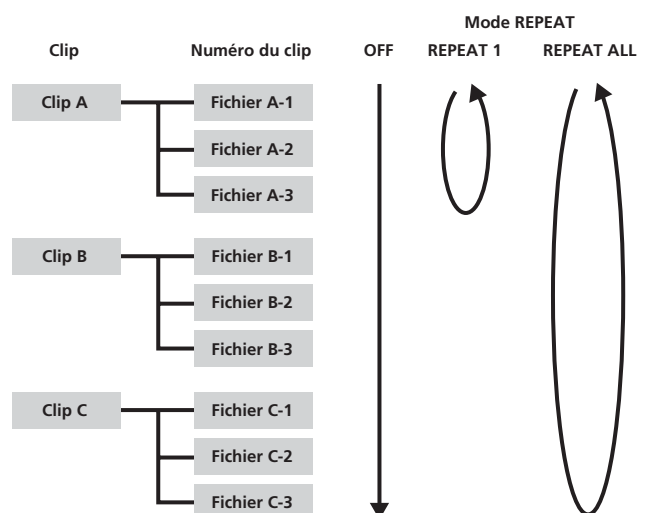 Mode REPEAT
Clip Numéro du clip OFF REPEAT 1 REPEAT ALL
Clip A Fichier A-1
Fichier A-2
Fichier A-3
Clip B Fichier B-1
Fichier B-2
Fichier B-3
Clip C Fichier C-1
Fichier C-2
Fichier C-3